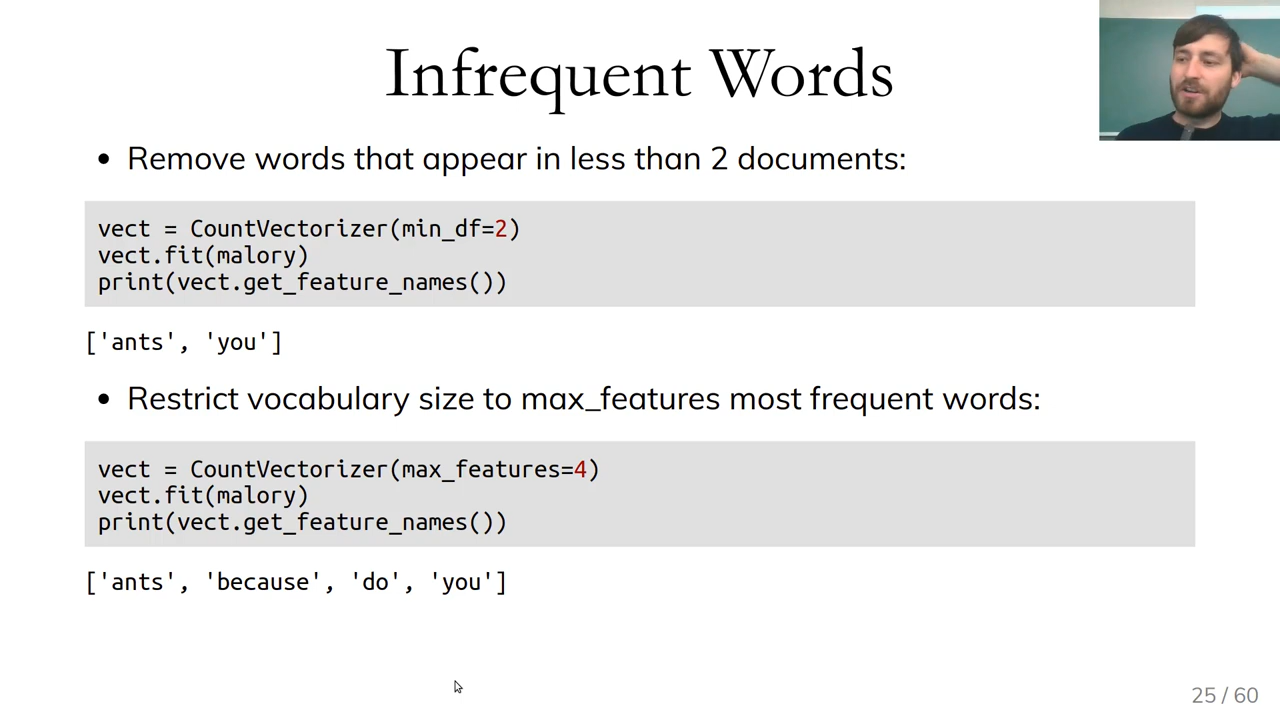 Infrequent Words
• Remove words that appear in less than 2 documents:
vect = CountVectorizer(min_df=2)
vect.fit(malory)
print(vect.get_feature_names())
['ants', 'you']
• Restrict vocabulary size to max_features most frequent words:
vect = CountVectorizer(max_features=4)
vect.fit(malory)
print(vect.get_feature_names())
['ants', 'because', 'do', 'you']
25 / 60